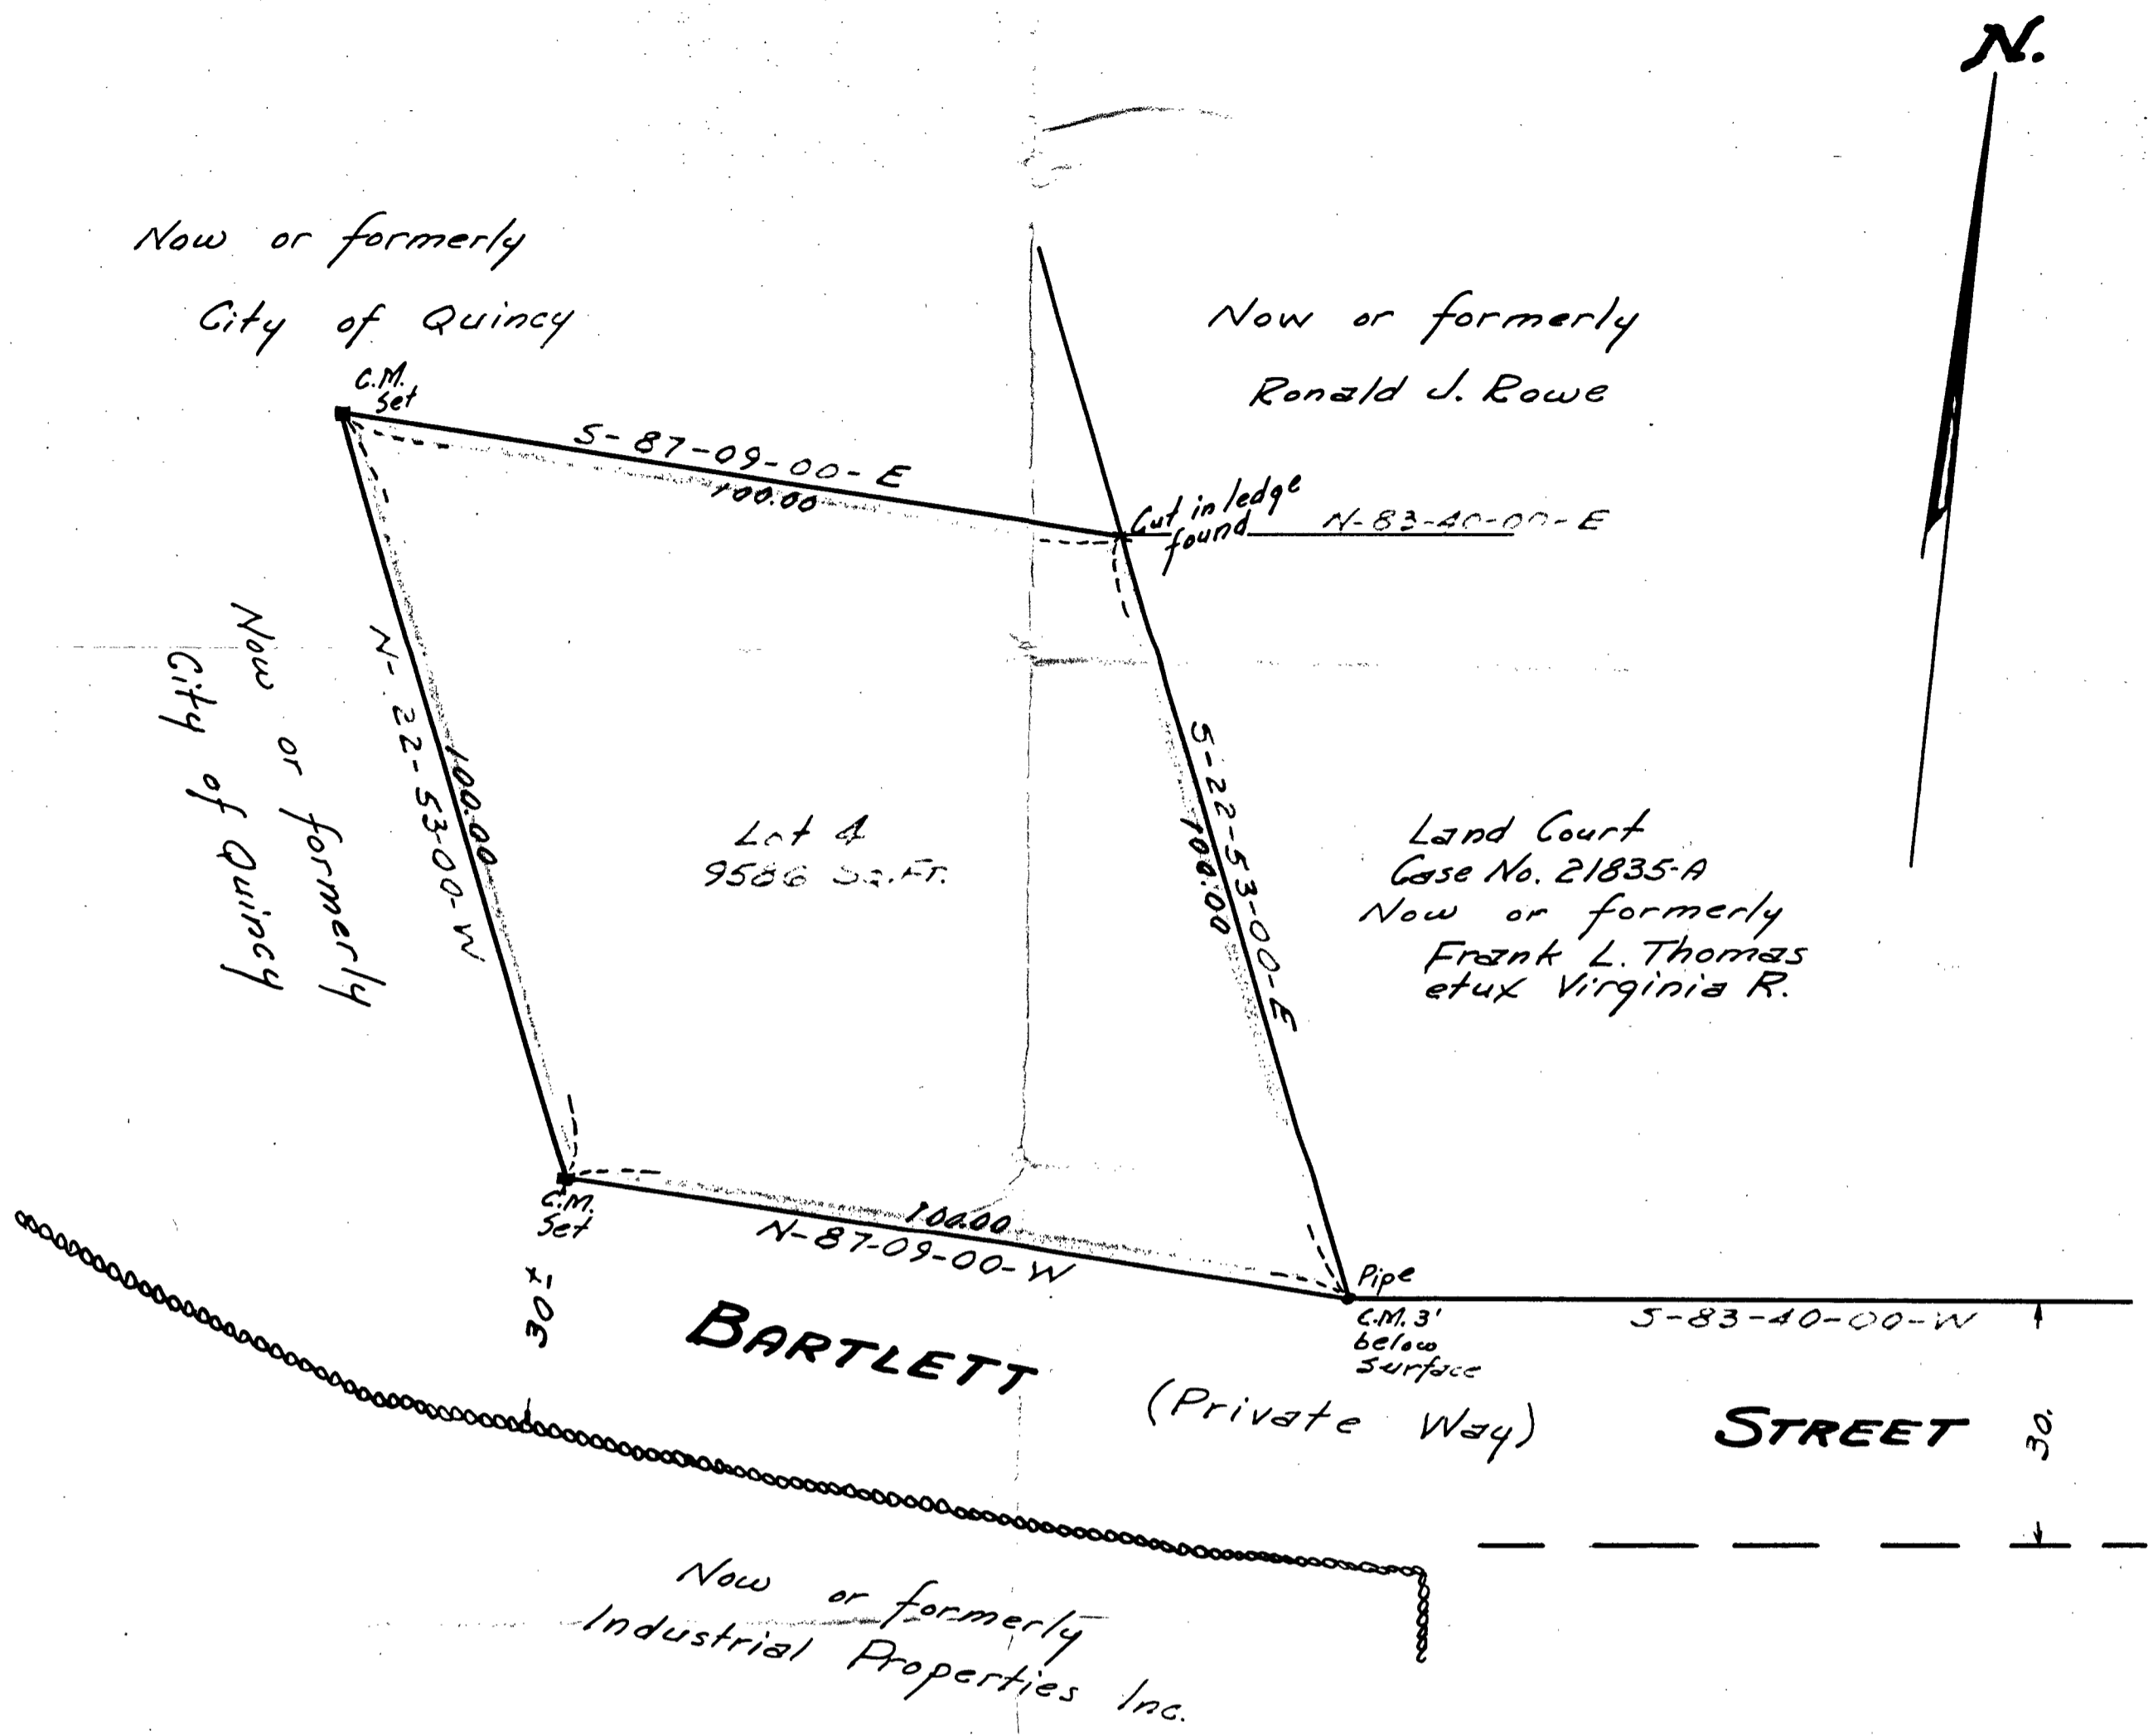 N.
Now or formerly
City of Quincy
Now or formerly
Ronald J. Rowe
C.M.
Set
S-87-09-00-E
100.00
Cut in ledge
found
N-83-40-00-E
Now or formerly
City of Quincy
N-22-53-00-W
100.00
Lot 4
9586 Sq.Ft.
S-22-53-00-E
100.00
Land Court
Case No. 21835-A
Now or formerly
Frank L. Thomas
etux Virginia R.
C.M.
Set
100.00
N-87-09-00-W
Pipe
C.M. 3'
below
surface
S-83-40-00-W
30±
BARTLETT
(Private Way)
STREET
30.
Now or formerly
Industrial Properties Inc.